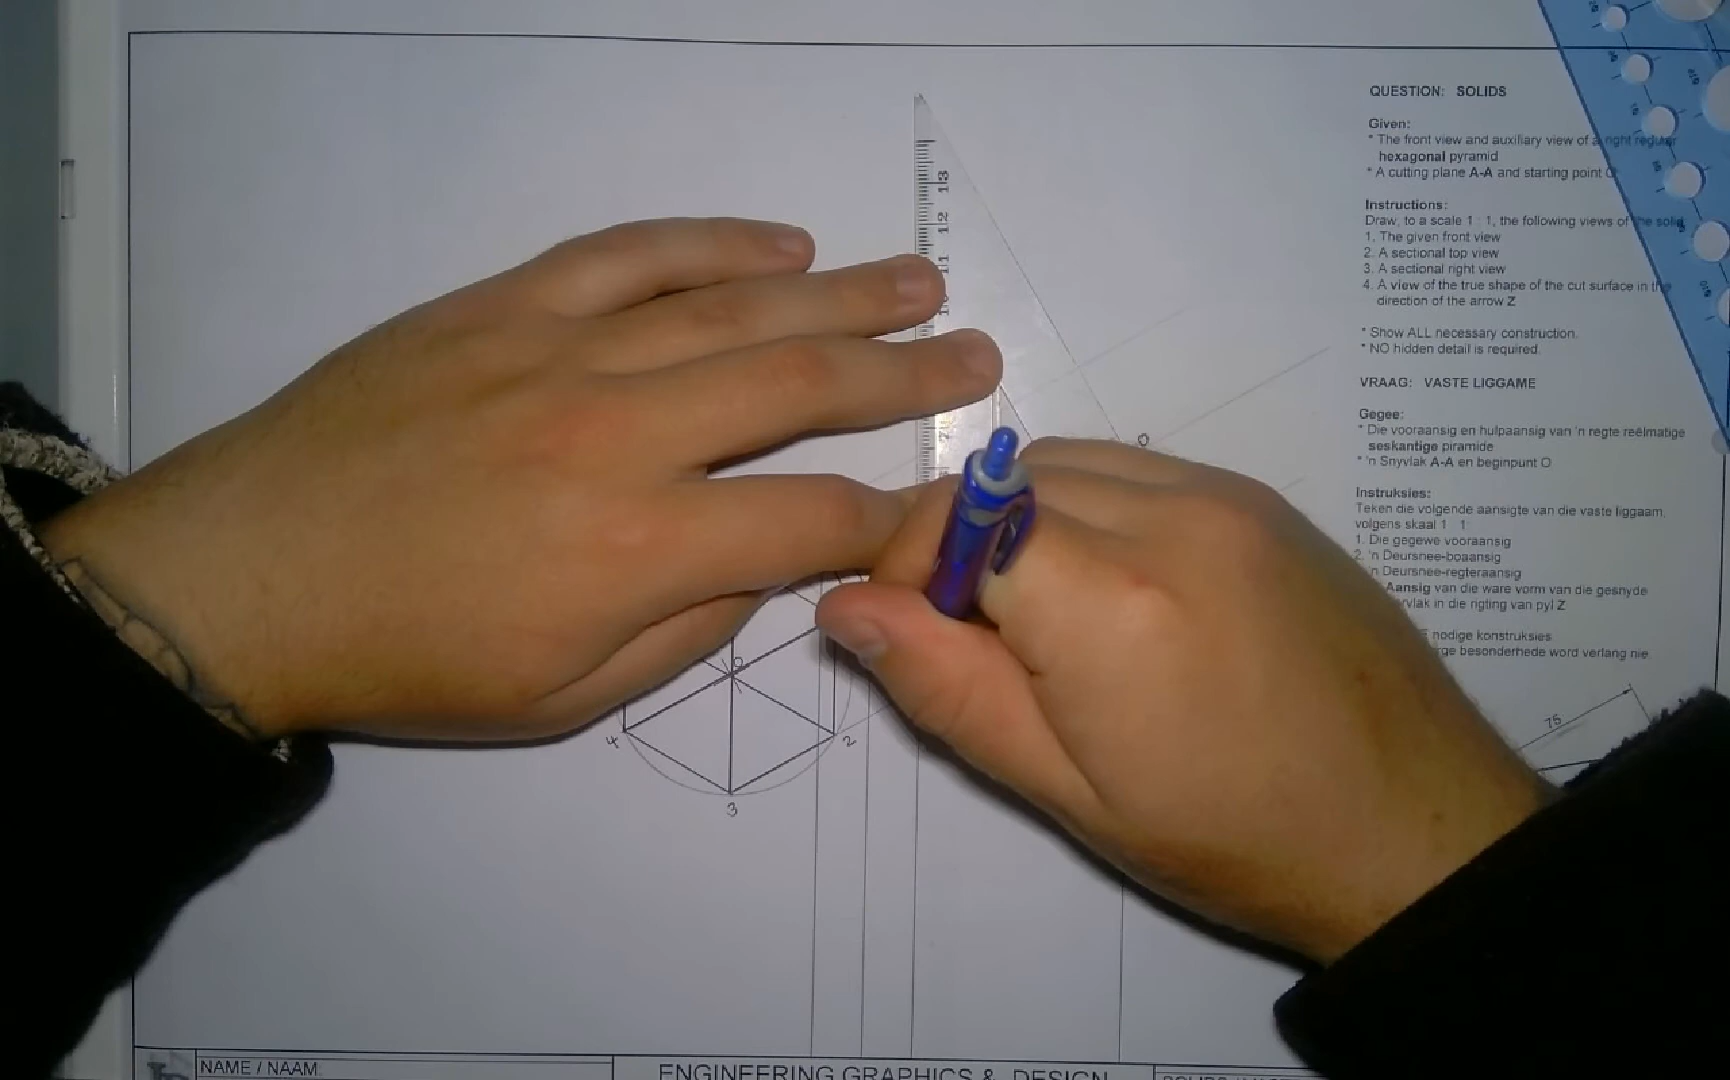 QUESTION: SOLIDS
Given:
* The front view and auxiliary view of a right regular
hexagonal pyramid
* A cutting plane A-A and starting point O
Instructions:
Draw, to a scale 1 : 1, the following views of the solid
1. The given front view
2. A sectional top view
3. A sectional right view
4. A view of the true shape of the cut surface in the
direction of the arrow Z
* Show ALL necessary construction.
* NO hidden detail is required.
VRAAG: VASTE LIGGAME
Gegee:
* Die vooraansig en hulpaansig van 'n regte reëlmatige
seskantige piramide
* 'n Snyvlak A-A en beginpunt O
Instruksies:
Teken die volgende aansigte van die vaste liggaam,
volgens skaal 1 1
1. Die gegewe vooraansig
2. 'n Deursnee-boaansig
'n Deursnee-regteraansig
Aansig van die ware vorm van die gesnyde
in die rigting van pyl Z
nodige konstruksies
besonderhede word verlang nie
13
12
11
7
O
O
4
2
3
15
NAME / NAAM:
ENGINEERING GRAPHICS & DESIGN